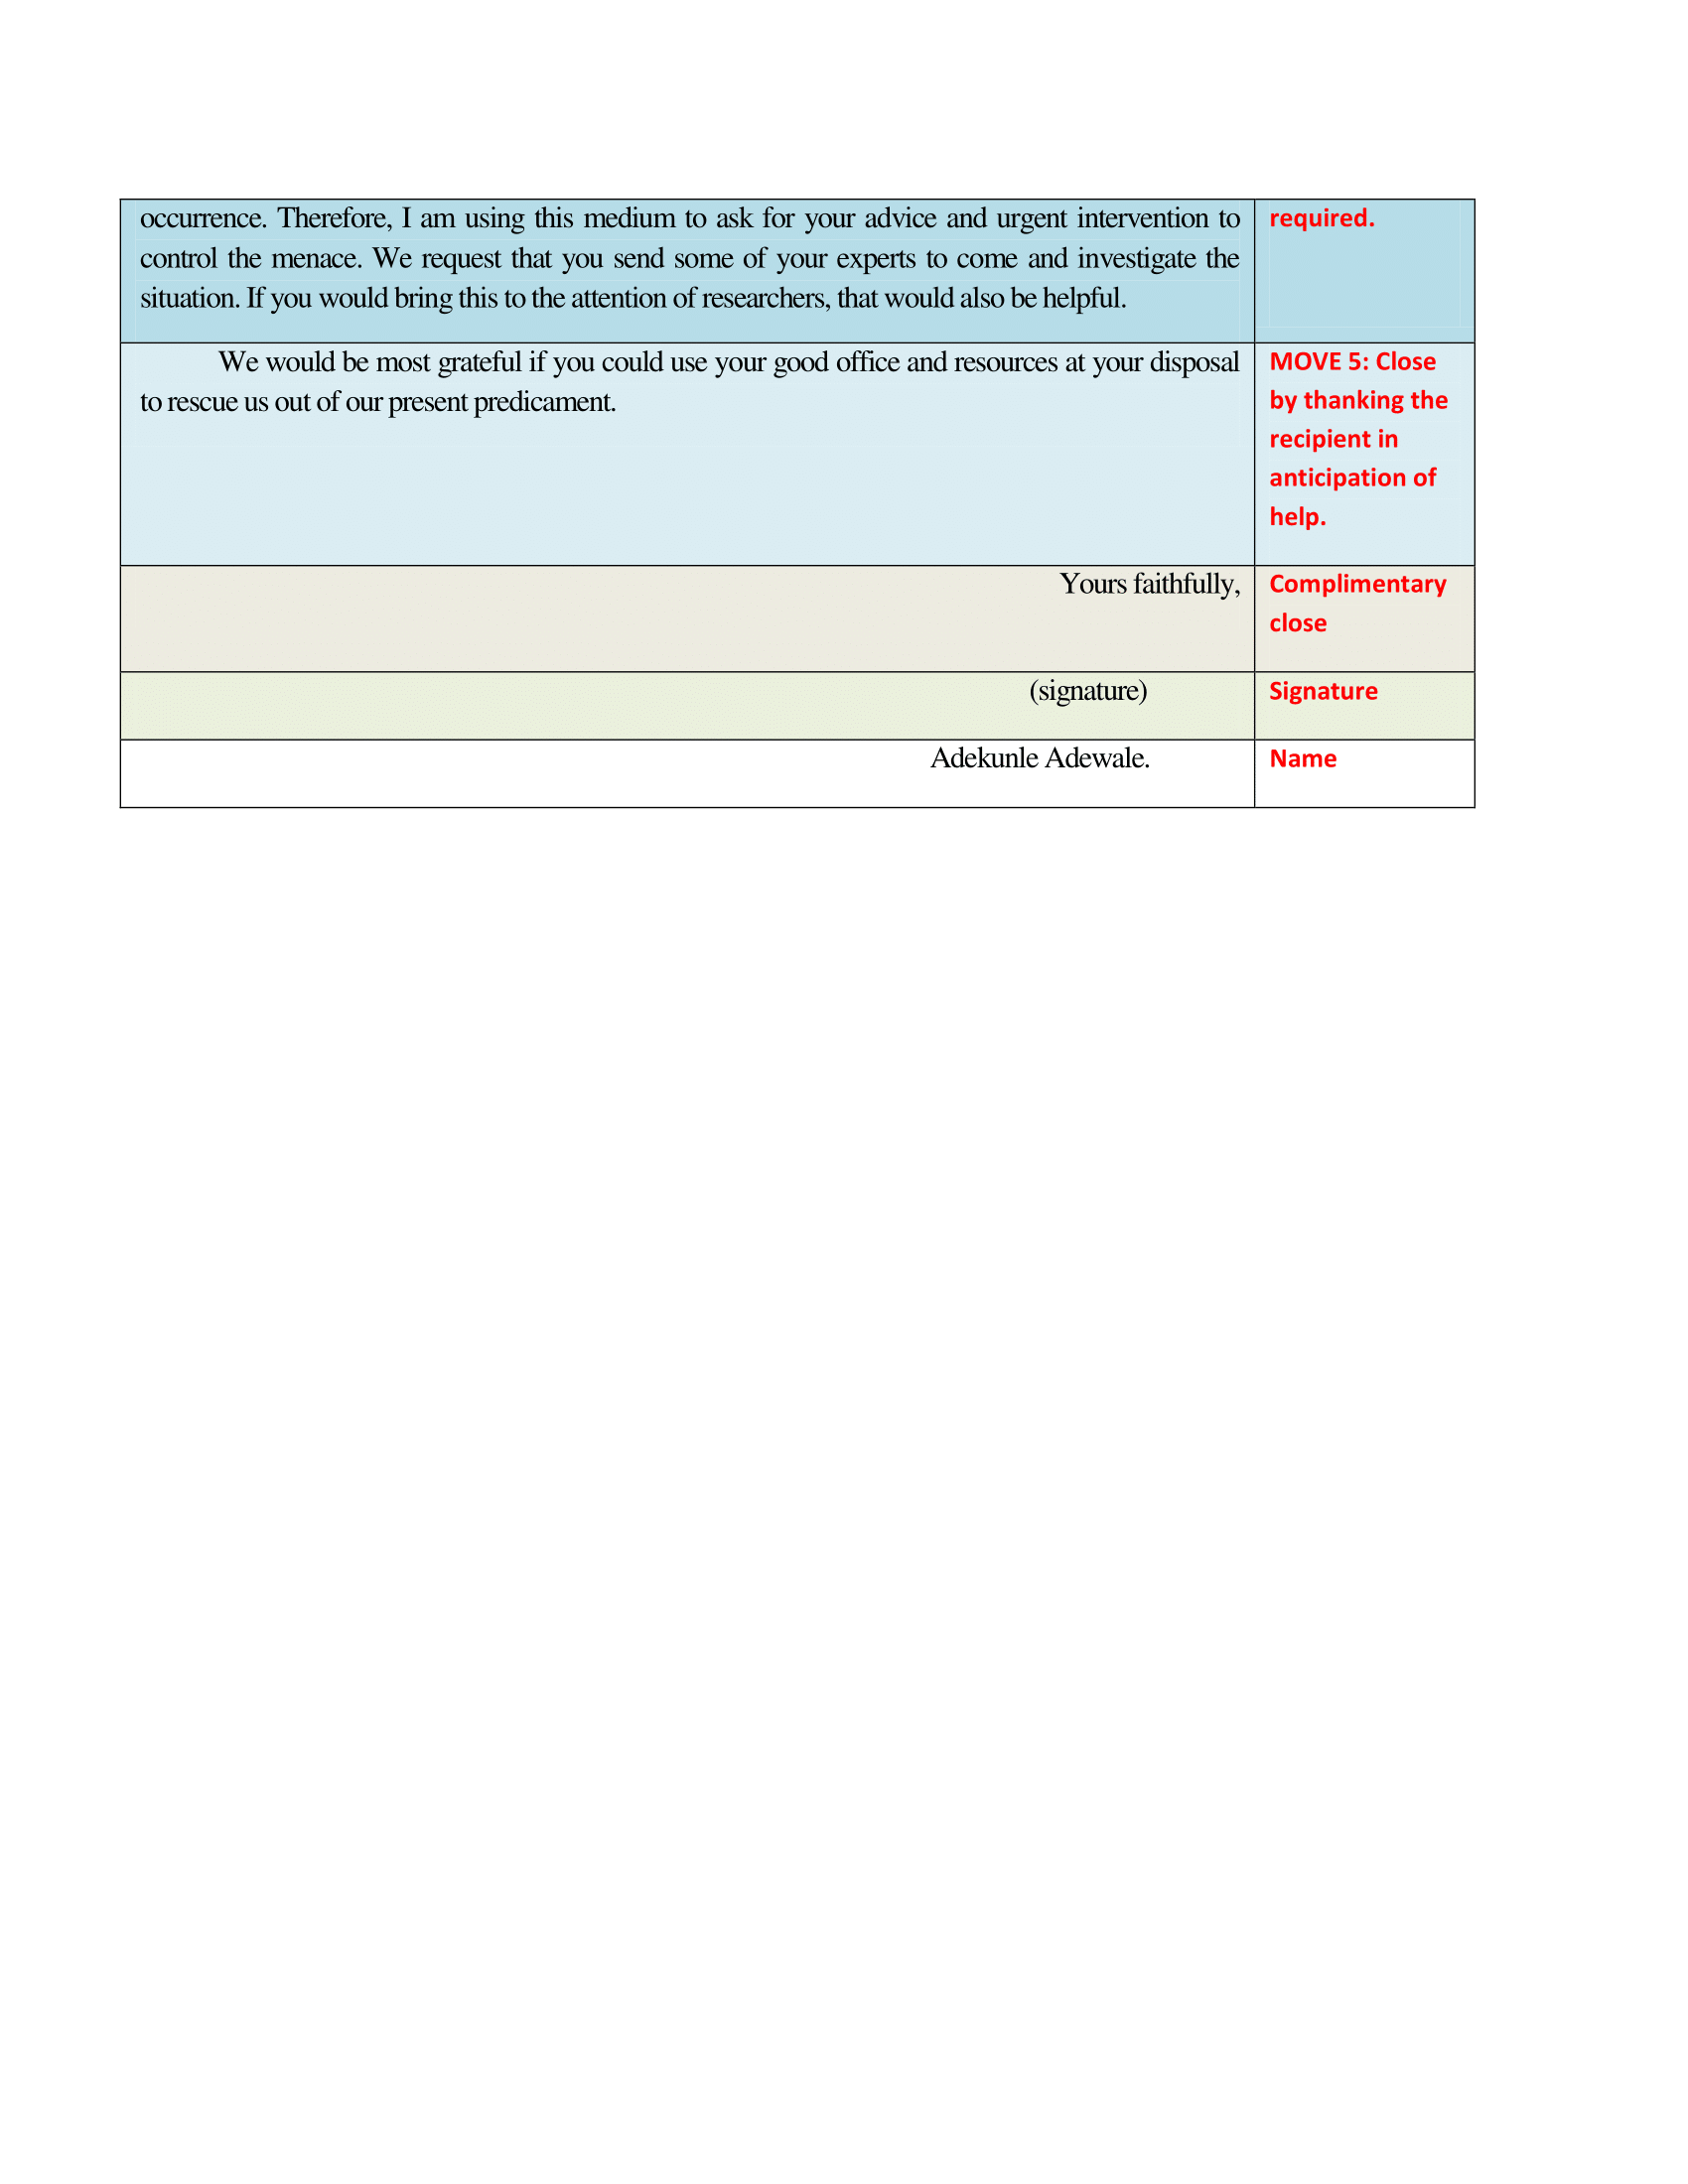 occurrence. Therefore, I am using this medium to ask for your advice and urgent intervention to
control the menace. We request that you send some of your experts to come and investigate the
situation. If you would bring this to the attention of researchers, that would also be helpful.
required.
We would be most grateful if you could use your good office and resources at your disposal
to rescue us out of our present predicament.
MOVE 5: Close
by thanking the
recipient in
anticipation of
help.
Yours faithfully,
Complimentary
close
(signature)
Signature
Adekunle Adewale.
Name